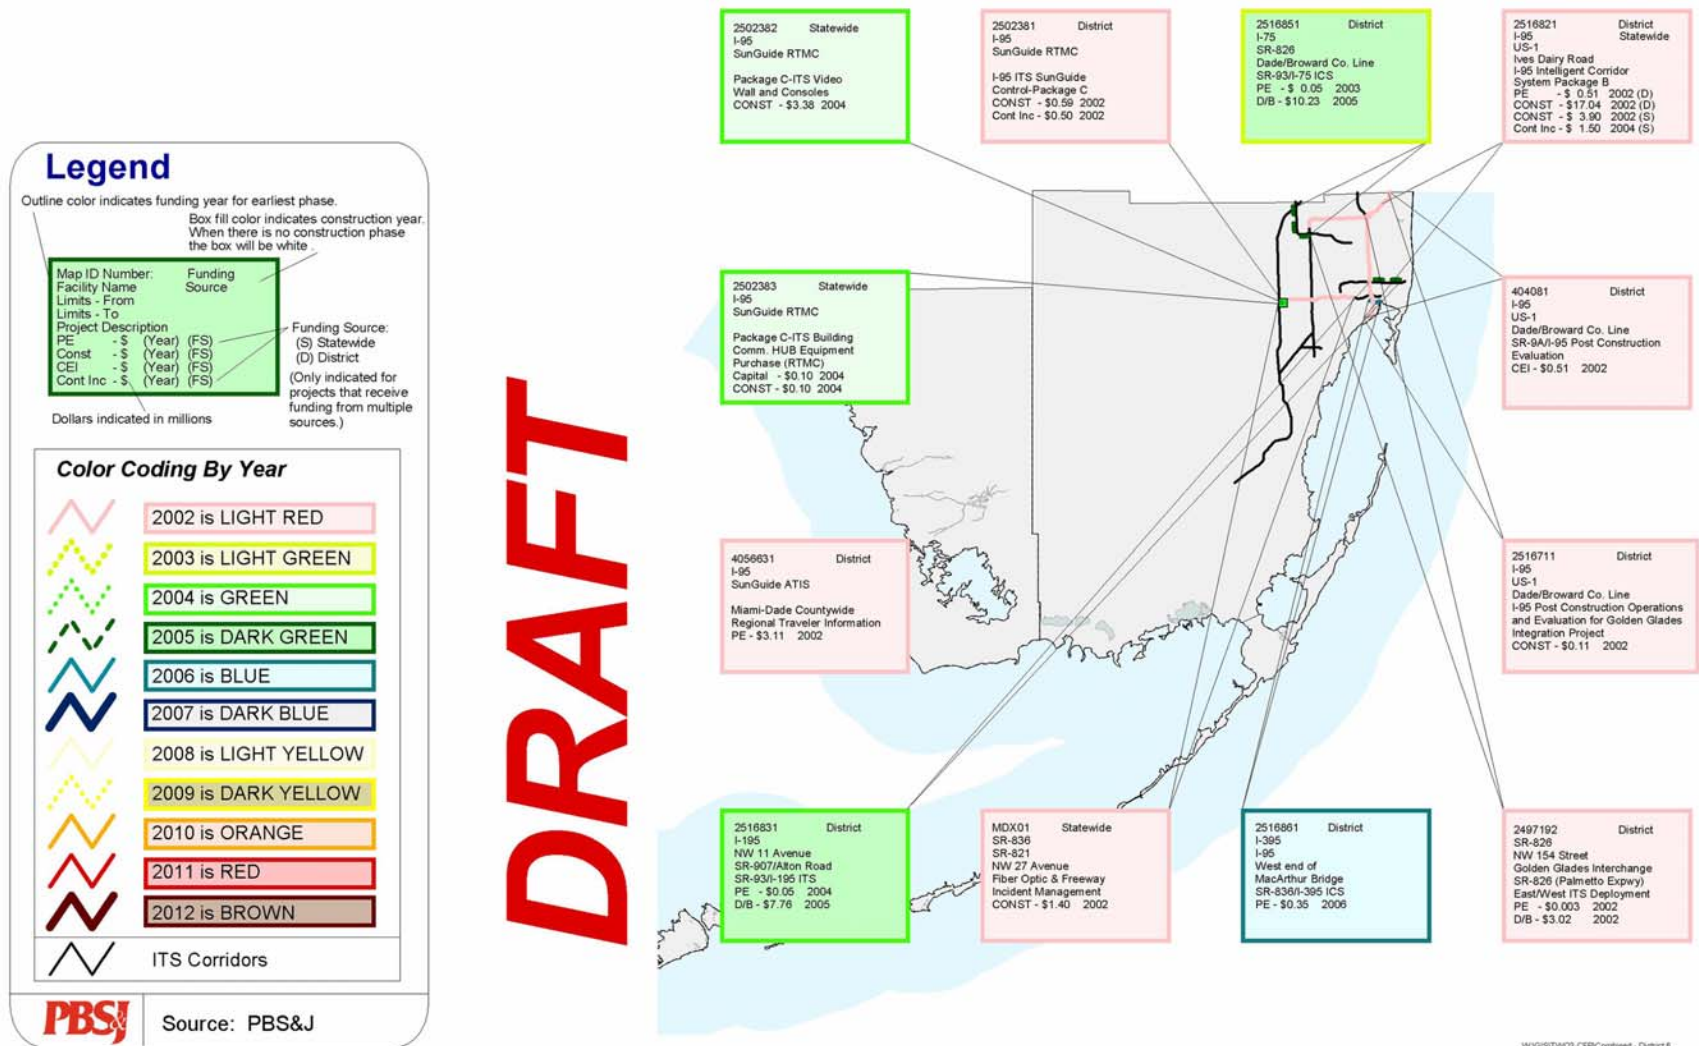 Legend
Outline color indicates funding year for earliest phase.
Box fill color indicates construction year.
When there is no construction phase
the box will be white .
Map ID Number: Funding
Facility Name Source
Limits - From
Limits - To
Project Description
PE - $ (Year) (FS)
Const - $ (Year) (FS)
CEI - $ (Year) (FS)
Cont Inc - $ (Year) (FS)
Funding Source:
(S) Statewide
(D) District
(Only indicated for
projects that receive
funding from multiple
sources.)
Dollars indicated in millions
Color Coding By Year
2002 is LIGHT RED
2003 is LIGHT GREEN
2004 is GREEN
2005 is DARK GREEN
2006 is BLUE
2007 is DARK BLUE
2008 is LIGHT YELLOW
2009 is DARK YELLOW
2010 is ORANGE
2011 is RED
2012 is BROWN
ITS Corridors
PBS&J
Source: PBS&J
DRAFT
2502382 Statewide
I-95
SunGuide RTMC
Package C-ITS Video
Wall and Consoles
CONST - $3.38 2004
2502381 District
I-95
SunGuide RTMC
I-95 ITS SunGuide
Control-Package C
CONST - $0.59 2002
Cont Inc - $0.50 2002
2516851 District
I-75
SR-826
Dade/Broward Co. Line
SR-93/I-75 ICS
PE - $ 0.05 2003
D/B - $10.23 2005
2516821 District
I-95 Statewide
US-1
Ives Dairy Road
I-95 Intelligent Corridor
System Package B
PE - $ 0.51 2002 (D)
CONST - $17.04 2002 (D)
CONST - $ 3.90 2002 (S)
Cont Inc - $ 1.50 2004 (S)
2502383 Statewide
I-95
SunGuide RTMC
Package C-ITS Building
Comm. HUB Equipment
Purchase (RTMC)
Capital - $0.10 2004
CONST - $0.10 2004
404081 District
I-95
US-1
Dade/Broward Co. Line
SR-9A/I-95 Post Construction
Evaluation
CEI - $0.51 2002
4056631 District
I-95
SunGuide ATIS
Miami-Dade Countywide
Regional Traveler Information
PE - $3.11 2002
2516711 District
I-95
US-1
Dade/Broward Co. Line
I-95 Post Construction Operations
and Evaluation for Golden Glades
Integration Project
CONST - $0.11 2002
2516831 District
I-195
NW 11 Avenue
SR-907/Alton Road
SR-93/I-195 ITS
PE - $0.05 2004
D/B - $7.76 2005
MDX01 Statewide
SR-836
SR-821
NW 27 Avenue
Fiber Optic & Freeway
Incident Management
CONST - $1.40 2002
2516861 District
I-395
I-95
West end of
MacArthur Bridge
SR-836/I-395 ICS
PE - $0.35 2006
2497192 District
SR-826
NW 154 Street
Golden Glades Interchange
SR-826 (Palmetto Expwy)
East/West ITS Deployment
PE - $0.003 2002
D/B - $3.02 2002